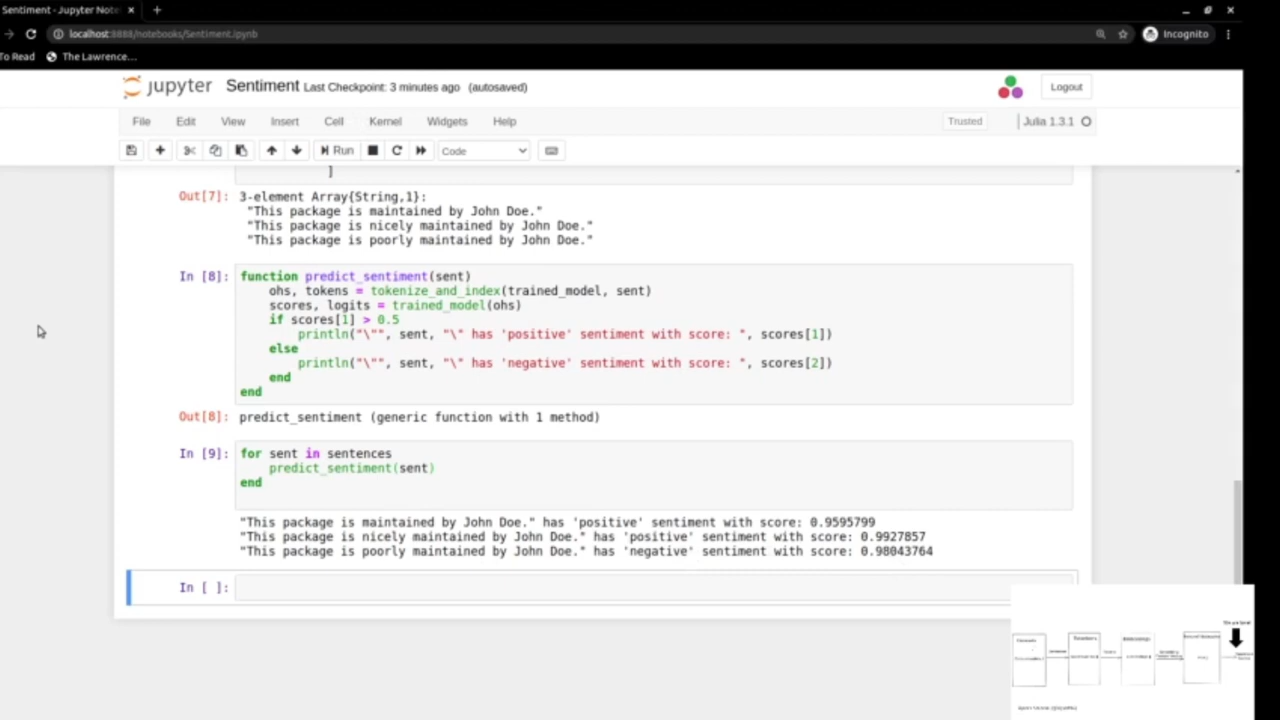 Sentiment - Jupyter Note
localhost:8888/notebooks/Sentiment.ipynb
Incognito
To Read
The Lawrence...
jupyter Sentiment Last Checkpoint: 3 minutes ago (autosaved)
Logout
File Edit View Insert Cell Kernel Widgets Help
Trusted
Julia 1.3.1
Run
Code
]
Out[7]: 3-element Array{String,1}:
"This package is maintained by John Doe."
"This package is nicely maintained by John Doe."
"This package is poorly maintained by John Doe."
In [8]: function predict_sentiment(sent)
ohs, tokens = tokenize_and_index(trained_model, sent)
scores, logits = trained_model(ohs)
if scores[1] > 0.5
println("\"", sent, "\" has 'positive' sentiment with score: ", scores[1])
else
println("\"", sent, "\" has 'negative' sentiment with score: ", scores[2])
end
end
Out[8]: predict_sentiment (generic function with 1 method)
In [9]: for sent in sentences
predict_sentiment(sent)
end
"This package is maintained by John Doe." has 'positive' sentiment with score: 0.9595799
"This package is nicely maintained by John Doe." has 'positive' sentiment with score: 0.9927857
"This package is poorly maintained by John Doe." has 'negative' sentiment with score: 0.98043764
In [ ]: